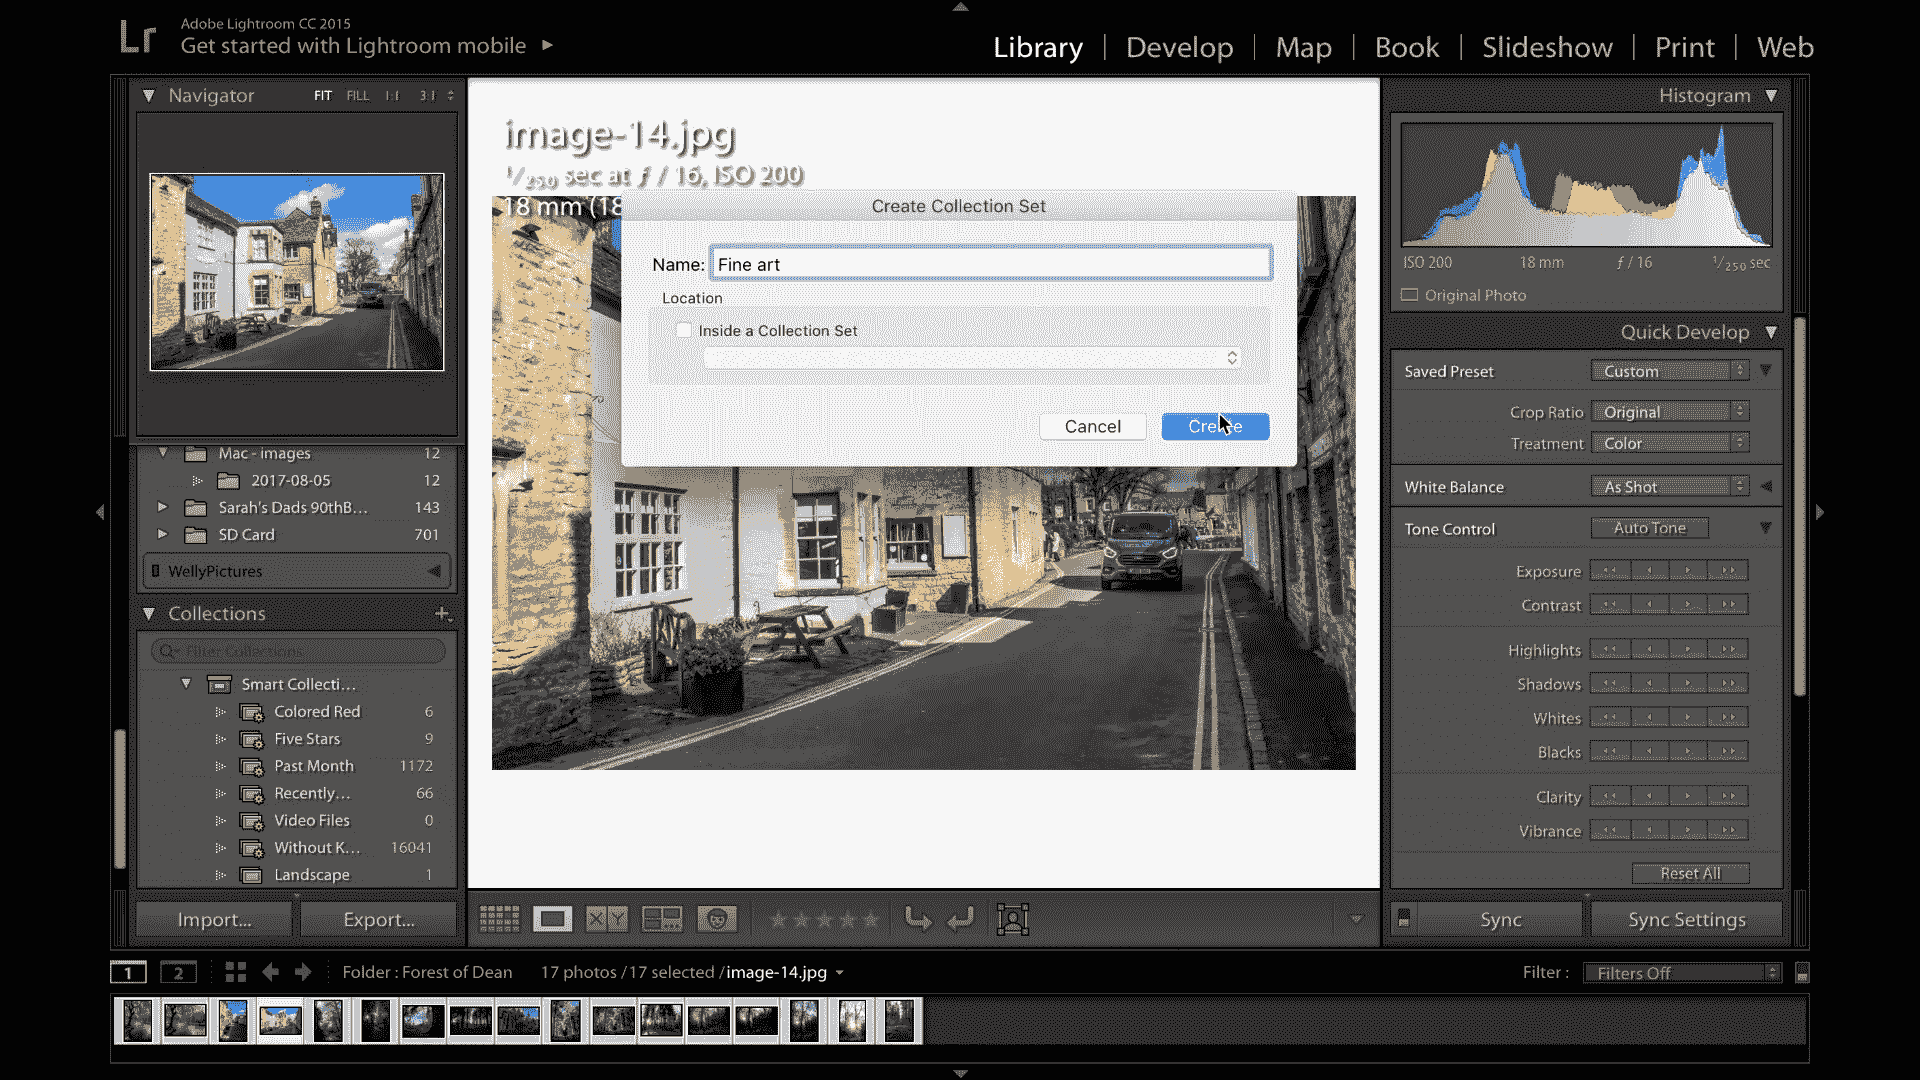 Lr
Adobe Lightroom CC 2015
Get started with Lightroom mobile
Library | Develop | Map | Book | Slideshow | Print | Web
Navigator FIT FILL 1:1 3:1
Mac - images 12
2017-08-05 12
Sarah's Dads 90thB... 143
SD Card 701
WellyPictures
Collections
Filter Collections
Smart Collecti...
Colored Red 6
Five Stars 9
Past Month 1172
Recently... 66
Video Files 0
Without K... 16041
Landscape 1
Import... Export...
image-14.jpg
1/250 sec at ƒ / 16, ISO 200
18 mm (18
Create Collection Set
Name: Fine art
Location
Inside a Collection Set
Cancel
XY
Histogram
ISO 200 18 mm ƒ / 16 1/250 sec
Original Photo
Quick Develop
Saved Preset Custom
Crop Ratio Original
Treatment Color
White Balance As Shot
Tone Control Auto Tone
Exposure
Contrast
Highlights
Shadows
Whites
Blacks
Clarity
Vibrance
Reset All
Sync Sync Settings
1 2 Folder : Forest of Dean 17 photos / 17 selected / image-14.jpg
Filter : Filters Off